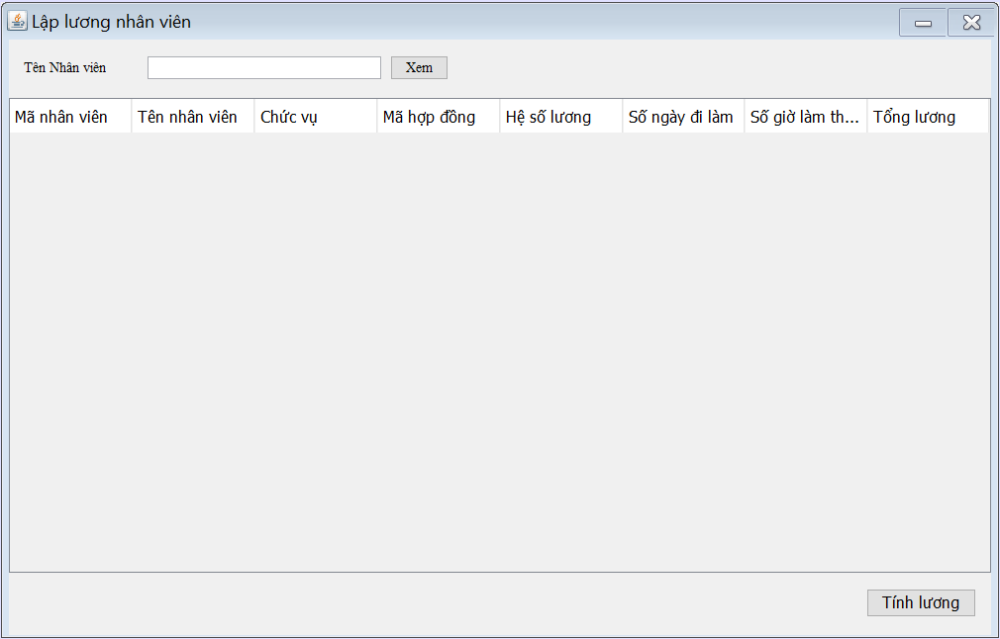 Lập lương nhân viên
Tên Nhân viên Xem
Mã nhân viên Tên nhân viên Chức vụ Mã hợp đồng Hệ số lương Số ngày đi làm Số giờ làm th... Tổng lương
Tính lương